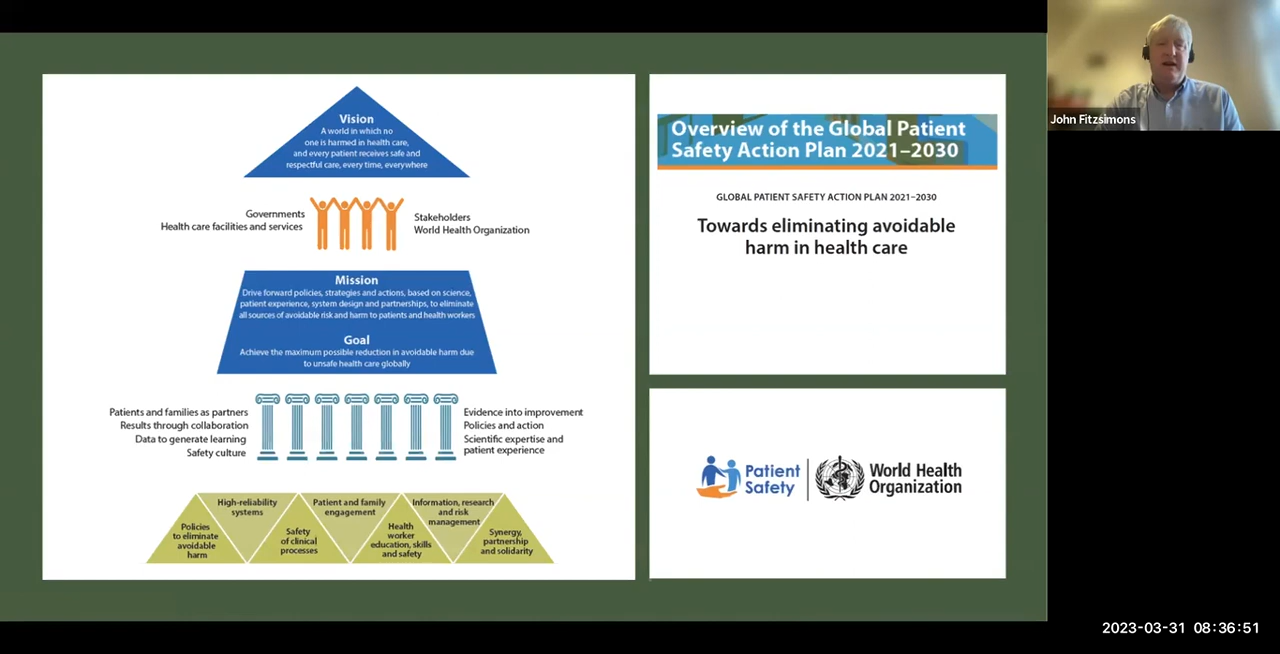 Vision
A world in which no
one is harmed in health care,
and every patient receives safe and
respectful care, every time, everywhere
Governments
Health care facilities and services
Stakeholders
World Health Organization
Mission
Drive forward policies, strategies and actions, based on science,
patient experience, system design and partnerships, to eliminate
all sources of avoidable risk and harm to patients and health workers
Goal
Achieve the maximum possible reduction in avoidable harm due
to unsafe health care globally
Patients and families as partners
Results through collaboration
Data to generate learning
Safety culture
Evidence into improvement
Policies and action
Scientific expertise and
patient experience
Policies
to eliminate
avoidable
harm
High-reliability
systems
Safety
of clinical
processes
Patient and family
engagement
Health
worker
education, skills
and safety
Information, research
and risk
management
Synergy,
partnership
and solidarity
Overview of the Global Patient
Safety Action Plan 2021–2030
GLOBAL PATIENT SAFETY ACTION PLAN 2021–2030
Towards eliminating avoidable
harm in health care
Patient
Safety
World Health
Organization
John Fitzsimons
2023-03-31 08:36:51